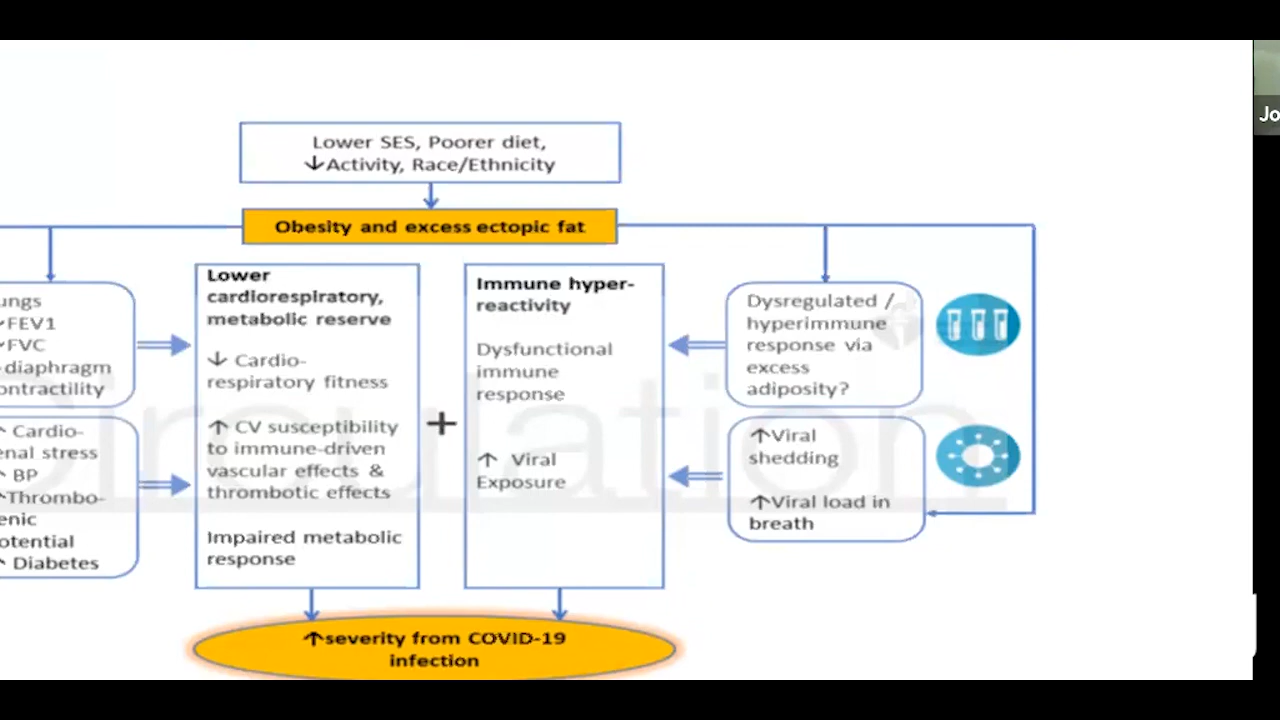 Jo
Lower SES, Poorer diet,
↓Activity, Race/Ethnicity
Obesity and excess ectopic fat
ungs
FEV1
FVC
diaphragm
ontractility
Cardio-
enal stress
BP
Thrombo-
enic
otential
Diabetes
Lower
cardiorespiratory,
metabolic reserve
↓ Cardio-
respiratory fitness
↑ CV susceptibility
to immune-driven
vascular effects &
thrombotic effects
Impaired metabolic
response
+
Immune hyper-
reactivity
Dysfunctional
immune
response
↑ Viral
Exposure
Dysregulated /
hyperimmune
response via
excess
adiposity?
↑Viral
shedding
↑Viral load in
breath
↑severity from COVID-19
infection
Circulation